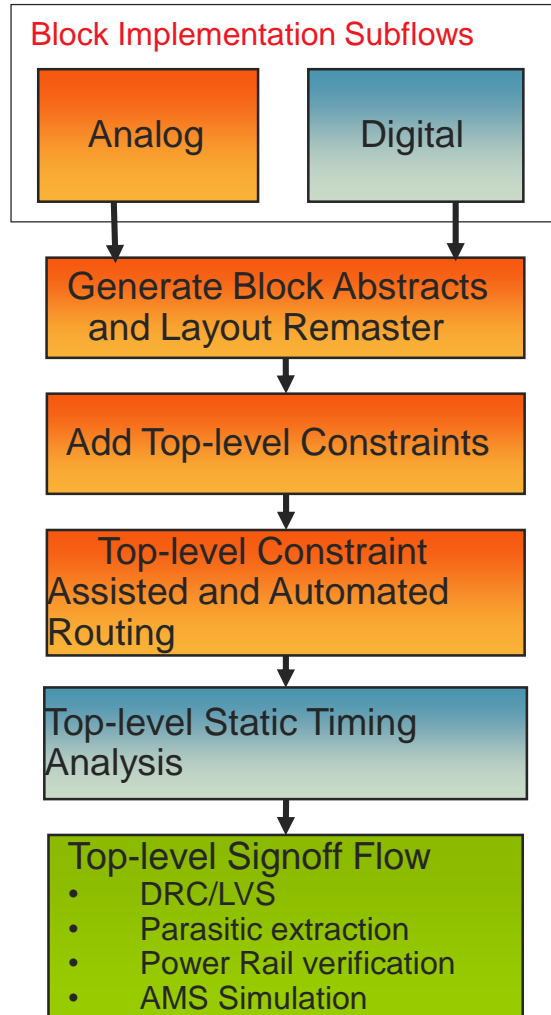 Block Implementation Subflows
Analog
Digital
Generate Block Abstracts
and Layout Remaster
Add Top-level Constraints
Top-level Constraint
Assisted and Automated
Routing
Top-level Static Timing
Analysis
Top-level Signoff Flow
• DRC/LVS
• Parasitic extraction
• Power Rail verification
• AMS Simulation